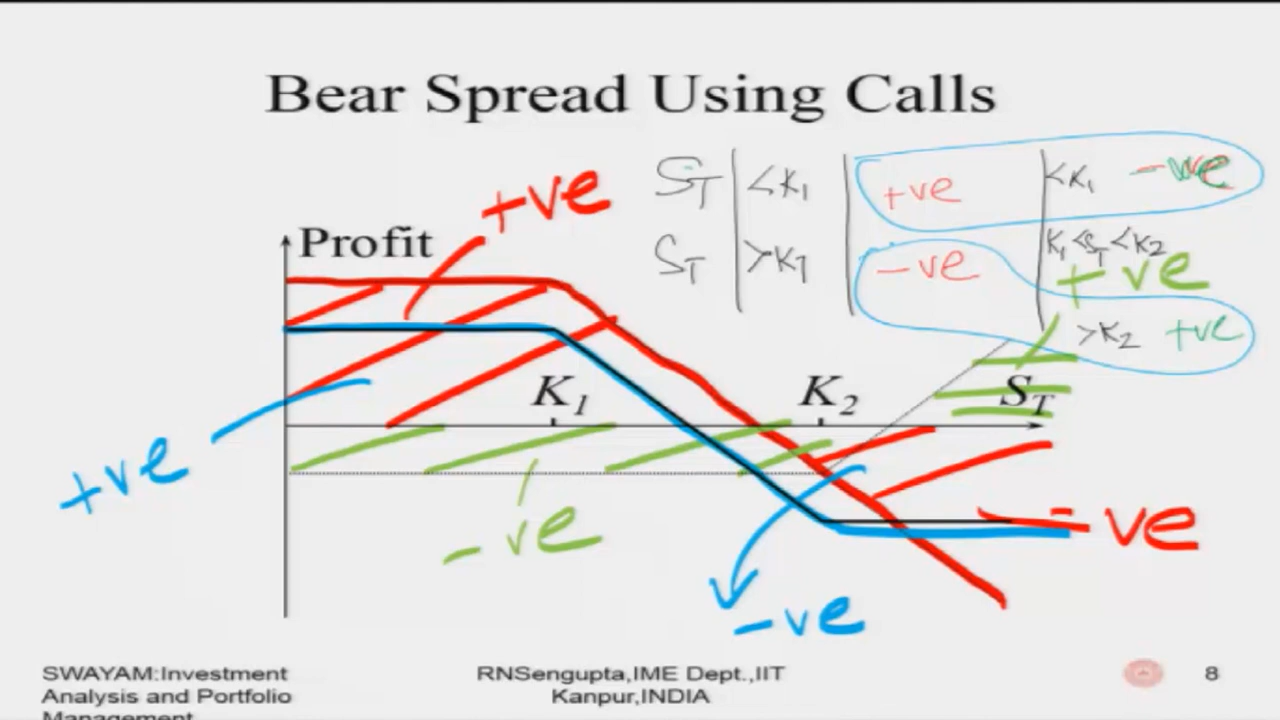 Bear Spread Using Calls
+ve
S_T <K₁ +ve <K₁ -ve
K₁<S_T<K₂
S_T >K₁ -ve +ve
>K₂ +ve
Profit
K₁ K₂ S_T
+ve
-ve
-ve
-ve
SWAYAM:Investment
Analysis and Portfolio
Management
RNSengupta,IME Dept.,IIT
Kanpur,INDIA
8